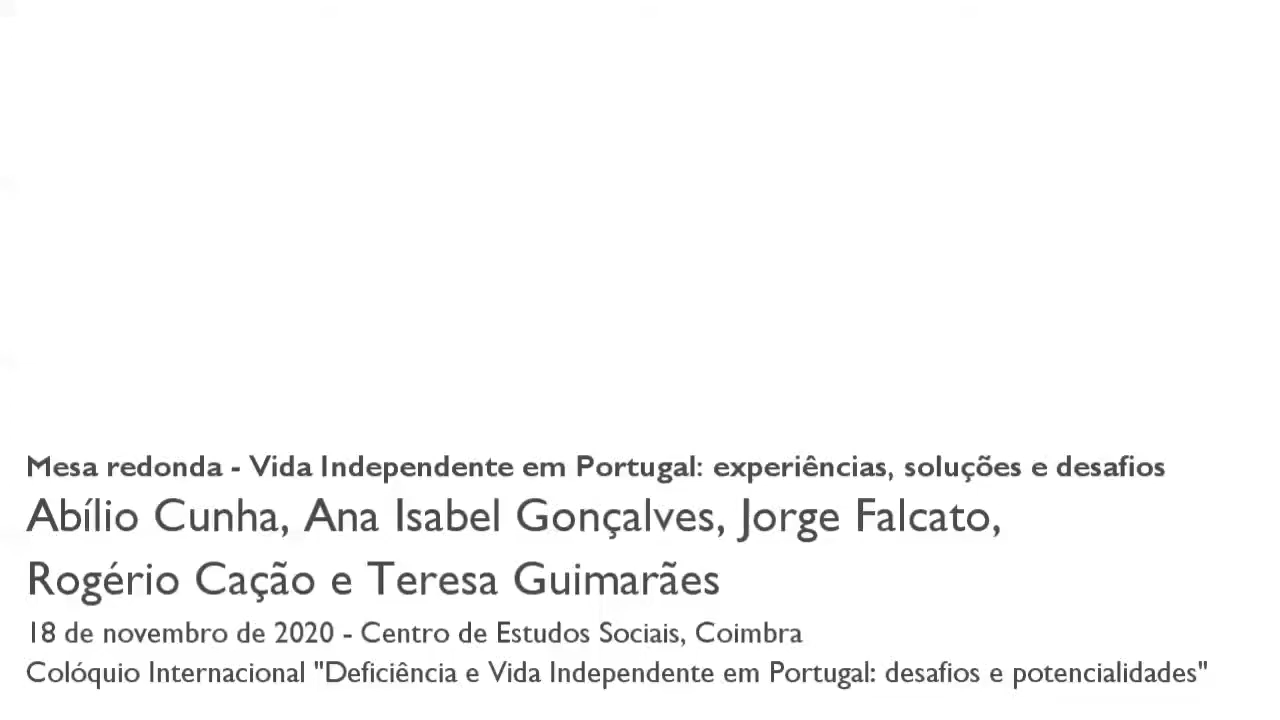 Mesa redonda - Vida Independente em Portugal: experiências, soluções e desafios
Abílio Cunha, Ana Isabel Gonçalves, Jorge Falcato,
Rogério Cação e Teresa Guimarães
18 de novembro de 2020 - Centro de Estudos Sociais, Coimbra
Colóquio Internacional "Deficiência e Vida Independente em Portugal: desafios e potencialidades"